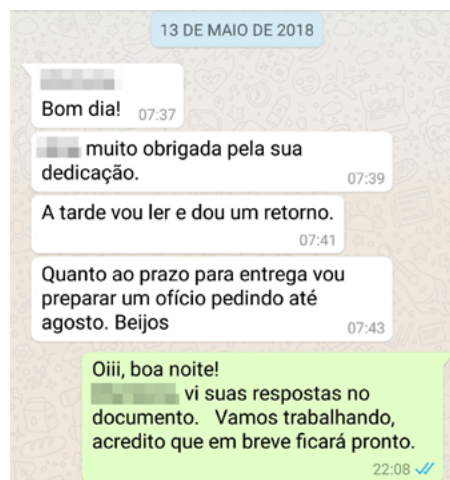 13 DE MAIO DE 2018
Bom dia! 07:37
muito obrigada pela sua
dedicação.
07:39
A tarde vou ler e dou um retorno.
07:41
Quanto ao prazo para entrega vou
preparar um ofício pedindo até
agosto. Beijos
07:43
Oiii, boa noite!
vi suas respostas no
documento. Vamos trabalhando,
acredito que em breve ficará pronto.
22:08